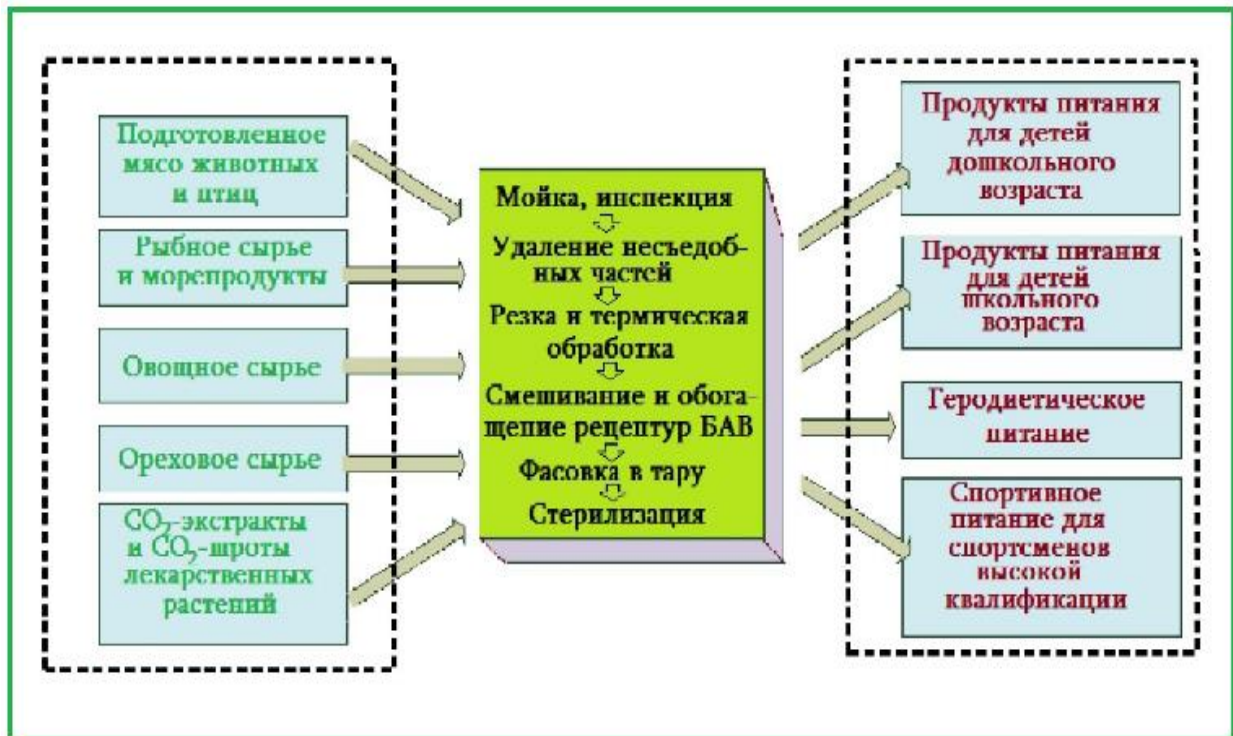 Подготовленное
мясо животных
и птиц
Рыбное сырье
и морепродукты
Овощное сырье
Ореховое сырье
CO₂-экстракты
и CO₂-шроты
лекарственных
растений
Мойка, инспекция
Удаление несъедоб-
ных частей
Резка и термическая
обработка
Смешивание и обога-
щение рецептур БАВ
Фасовка в тару
Стерилизация
Продукты питания
для детей
дошкольного
возраста
Продукты питания
для детей
школьного
возраста
Геродиетическое
питание
Спортивное
питание для
спортсменов
высокой
квалификации